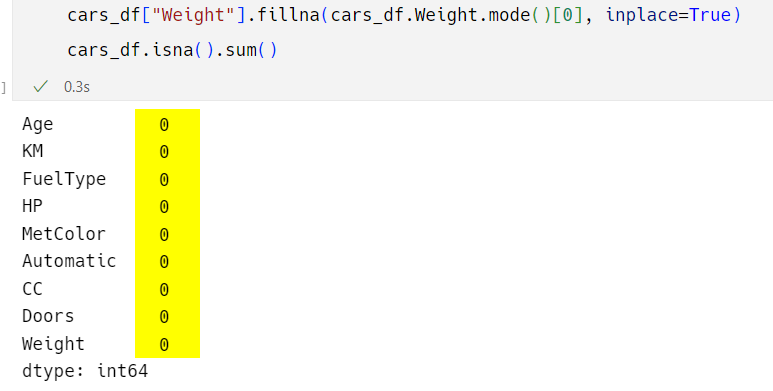 cars_df["Weight"].fillna(cars_df.Weight.mode()[0], inplace=True)
cars_df.isna().sum()
] ✓ 0.3s
Age 0
KM 0
FuelType 0
HP 0
MetColor 0
Automatic 0
CC 0
Doors 0
Weight 0
dtype: int64